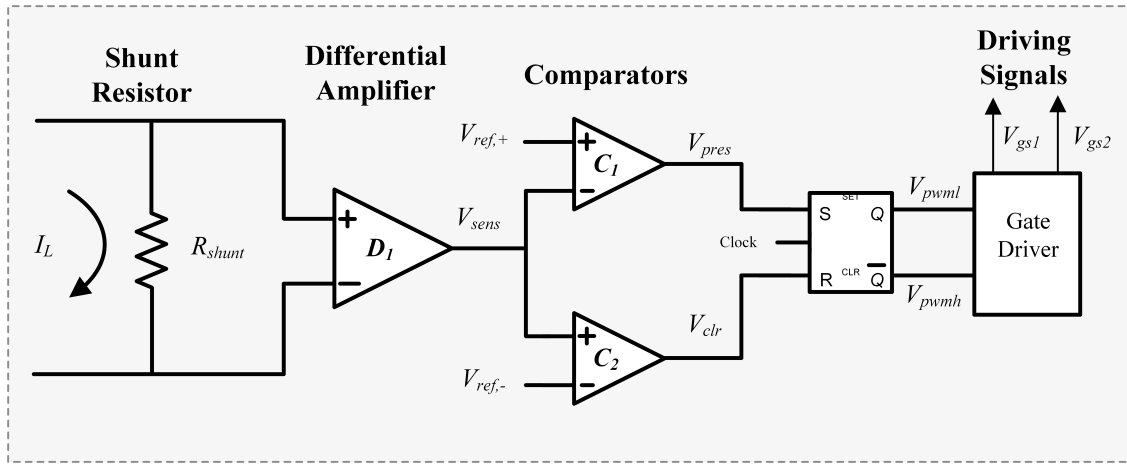 Shunt
Resistor
Differential
Amplifier
Comparators
Driving
Signals
I_L
R_shunt
+
−
D_1
V_sens
V_ref,+
+
−
C_1
V_pres
V_ref,-
+
−
C_2
V_clr
Clock
SET
S Q
R CLR Q̅
V_pwml
V_pwmh
V_gs1
V_gs2
Gate
Driver